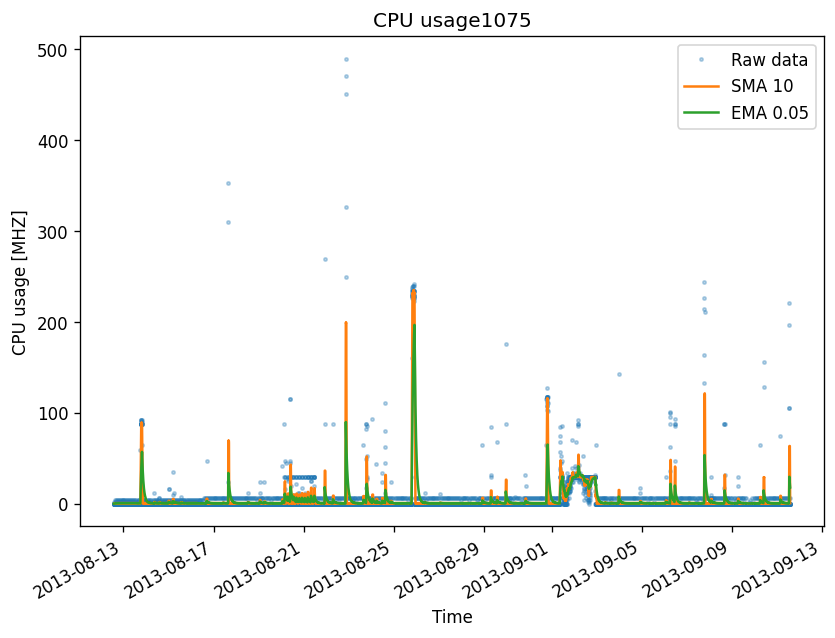 CPU usage1075
Raw data
SMA 10
EMA 0.05
CPU usage [MHZ]
500
400
300
200
100
0
2013-08-13
2013-08-17
2013-08-21
2013-08-25
2013-08-29
2013-09-01
2013-09-05
2013-09-09
2013-09-13
Time